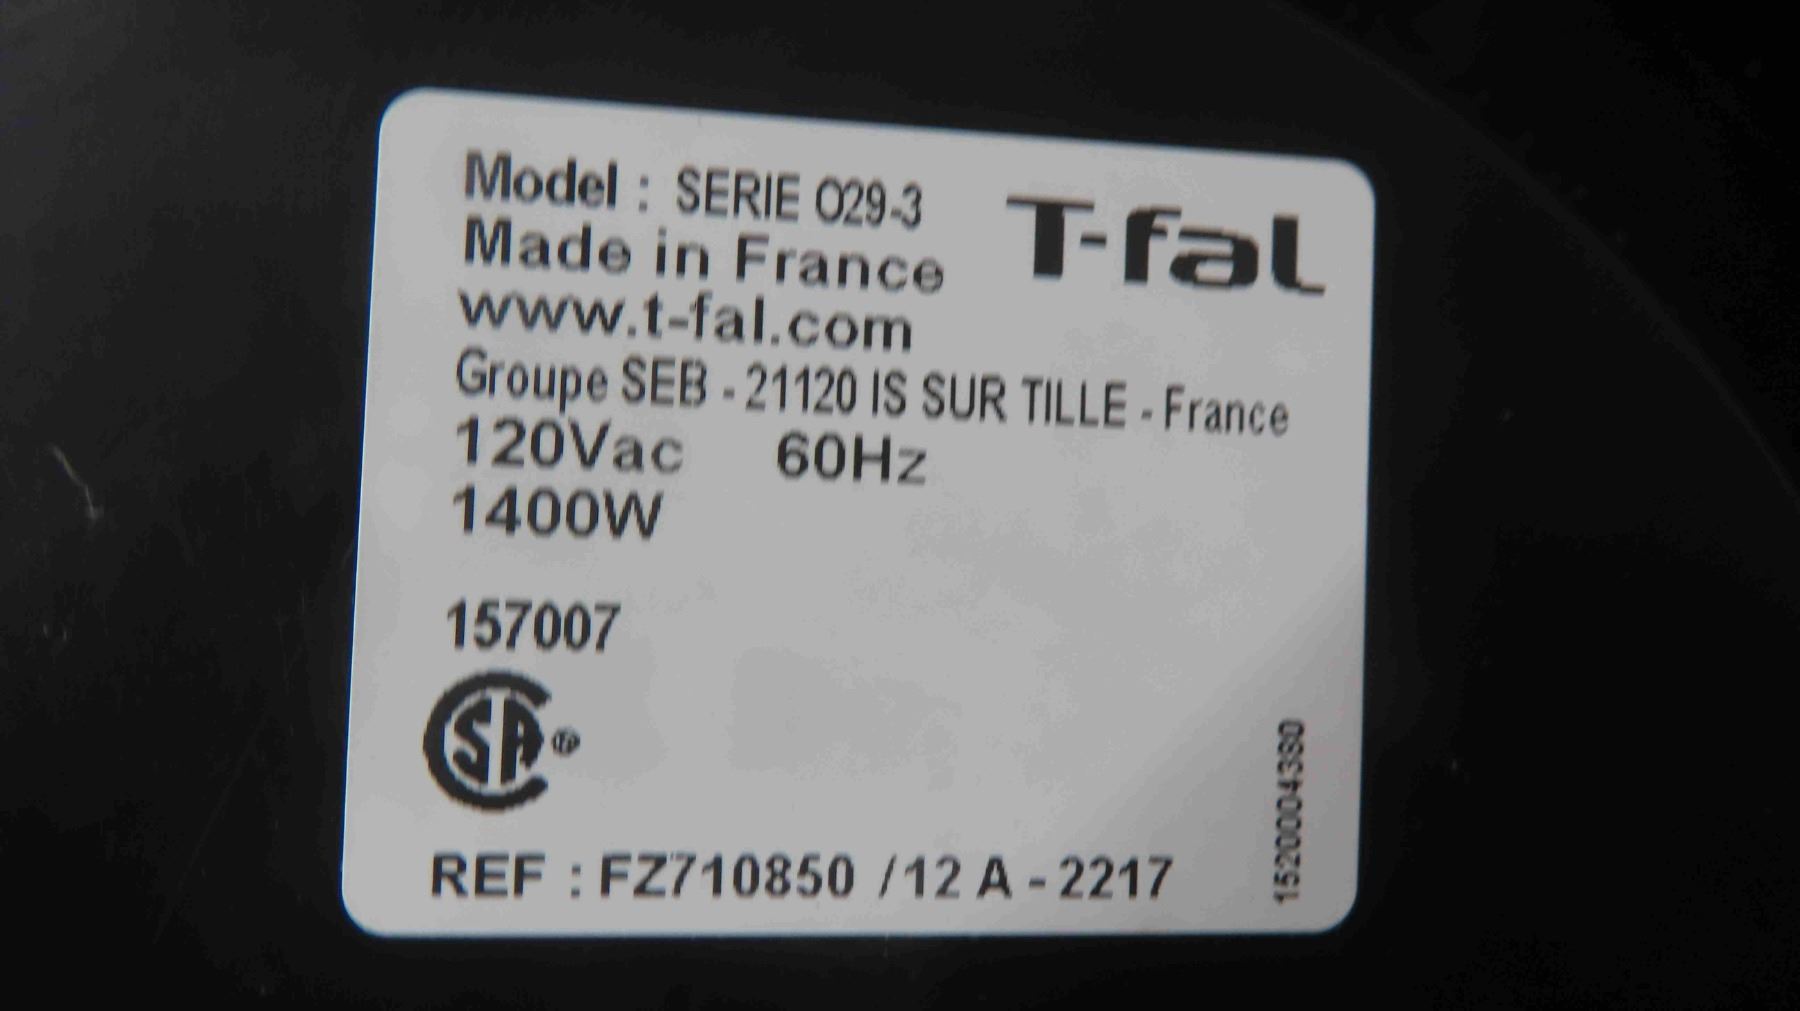 Model : SERIE O29-3
T-fal
Made in France
www.t-fal.com
Groupe SEB - 21120 IS SUR TILLE - France
120Vac 60Hz
1400W
157007
CSA ®
REF : FZ710850 /12 A - 2217
1520004380